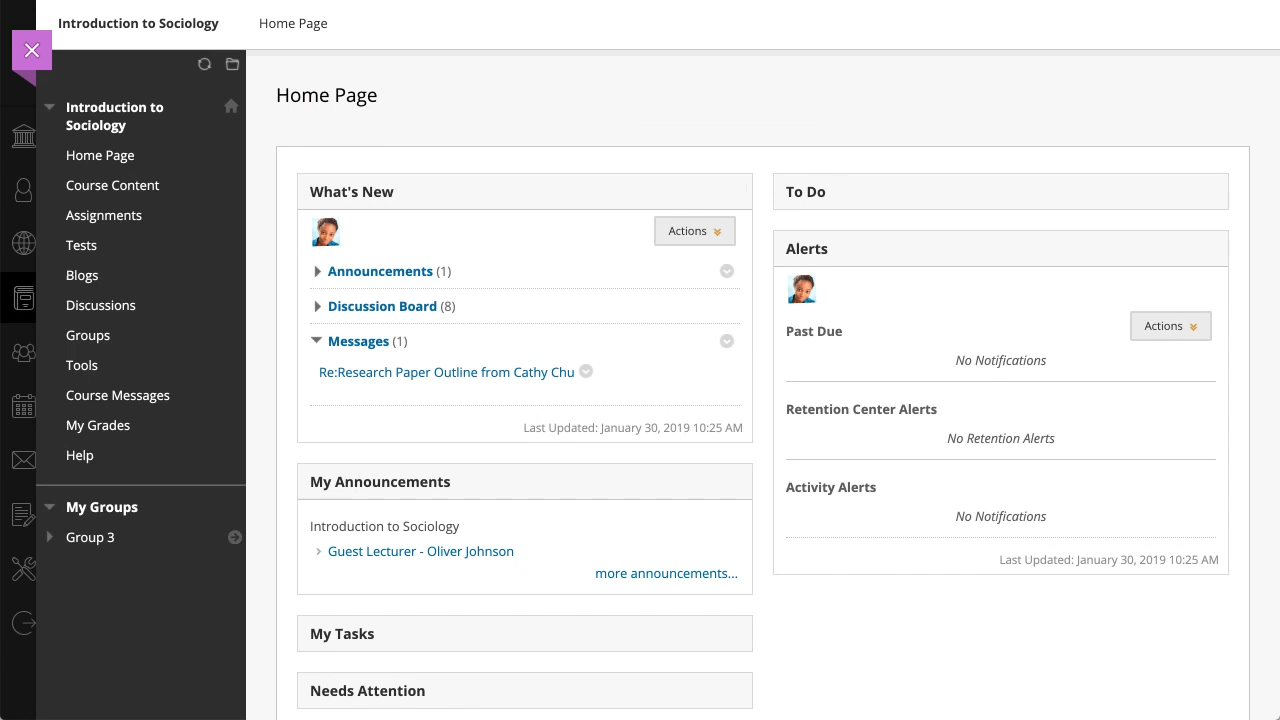 Introduction to Sociology
Home Page
Introduction to
Sociology
Home Page
Course Content
Assignments
Tests
Blogs
Discussions
Groups
Tools
Course Messages
My Grades
Help
My Groups
Group 3
Home Page
What's New
Actions
Announcements (1)
Discussion Board (8)
Messages (1)
Re:Research Paper Outline from Cathy Chu
Last Updated: January 30, 2019 10:25 AM
My Announcements
Introduction to Sociology
Guest Lecturer - Oliver Johnson
more announcements...
My Tasks
Needs Attention
To Do
Alerts
Actions
Past Due
No Notifications
Retention Center Alerts
No Retention Alerts
Activity Alerts
No Notifications
Last Updated: January 30, 2019 10:25 AM